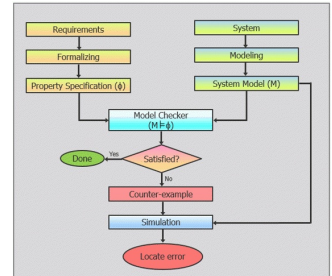 Requirements
System
Formalizing
Modeling
Property Specification (ϕ)
System Model (M)
Model Checker
(M⊨ϕ)
Done
Yes
Satisfied?
No
Counter-example
Simulation
Locate error